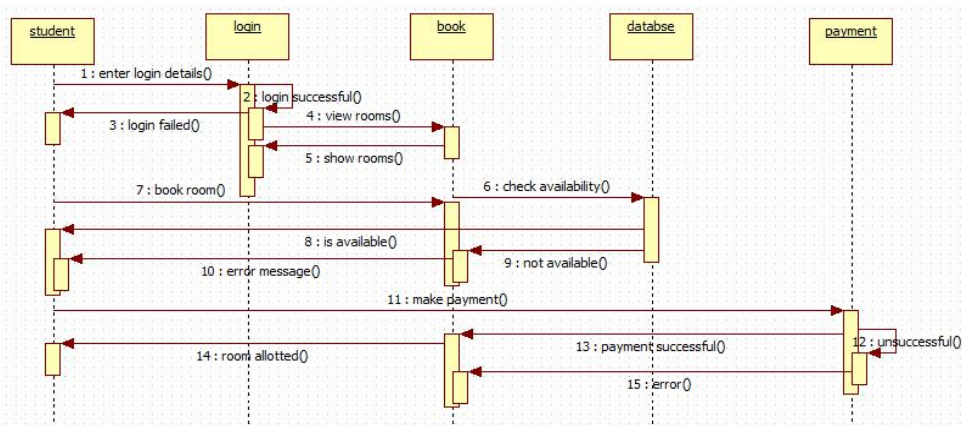 student
login
book
databse
payment
1 : enter login details()
2 : login successful()
3 : login failed()
4 : view rooms()
5 : show rooms()
6 : check availability()
7 : book room()
8 : is available()
9 : not available()
10 : error message()
11 : make payment()
12 : unsuccessful()
13 : payment successful()
14 : room allotted()
15 : error()